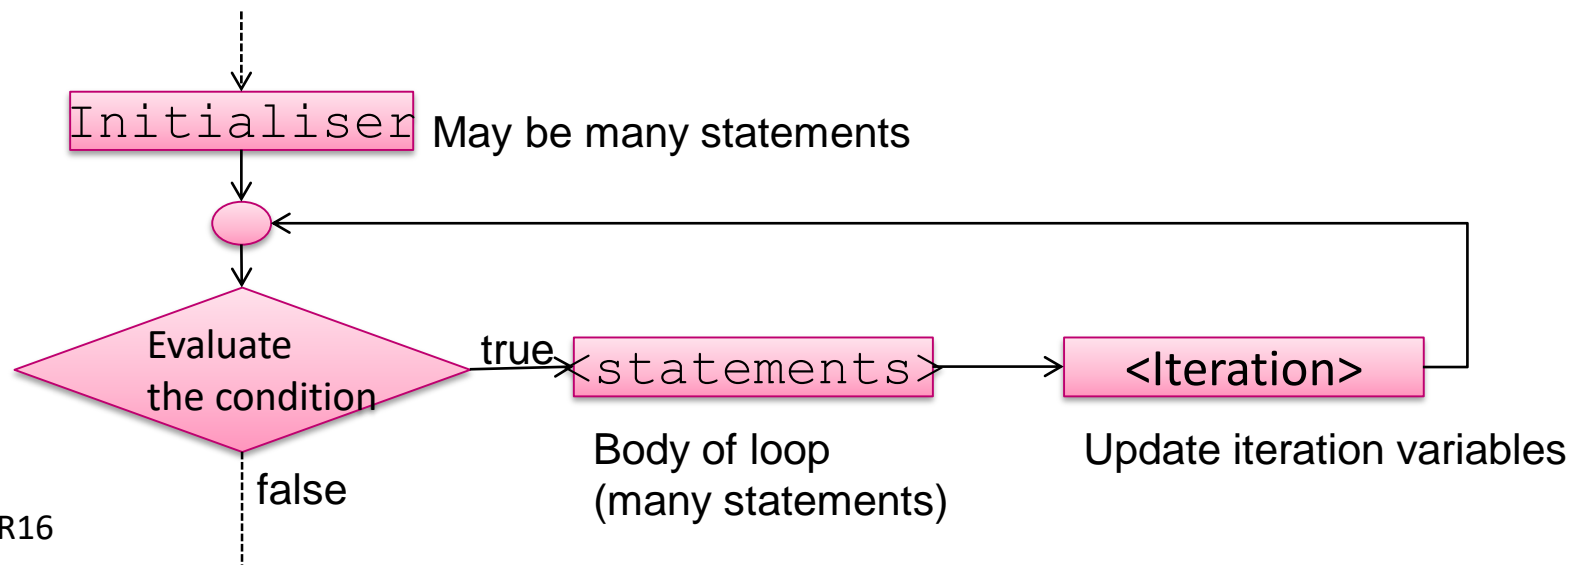 Initialiser
May be many statements
Evaluate
the condition
true
<statements>
<Iteration>
Body of loop
(many statements)
Update iteration variables
false
R16